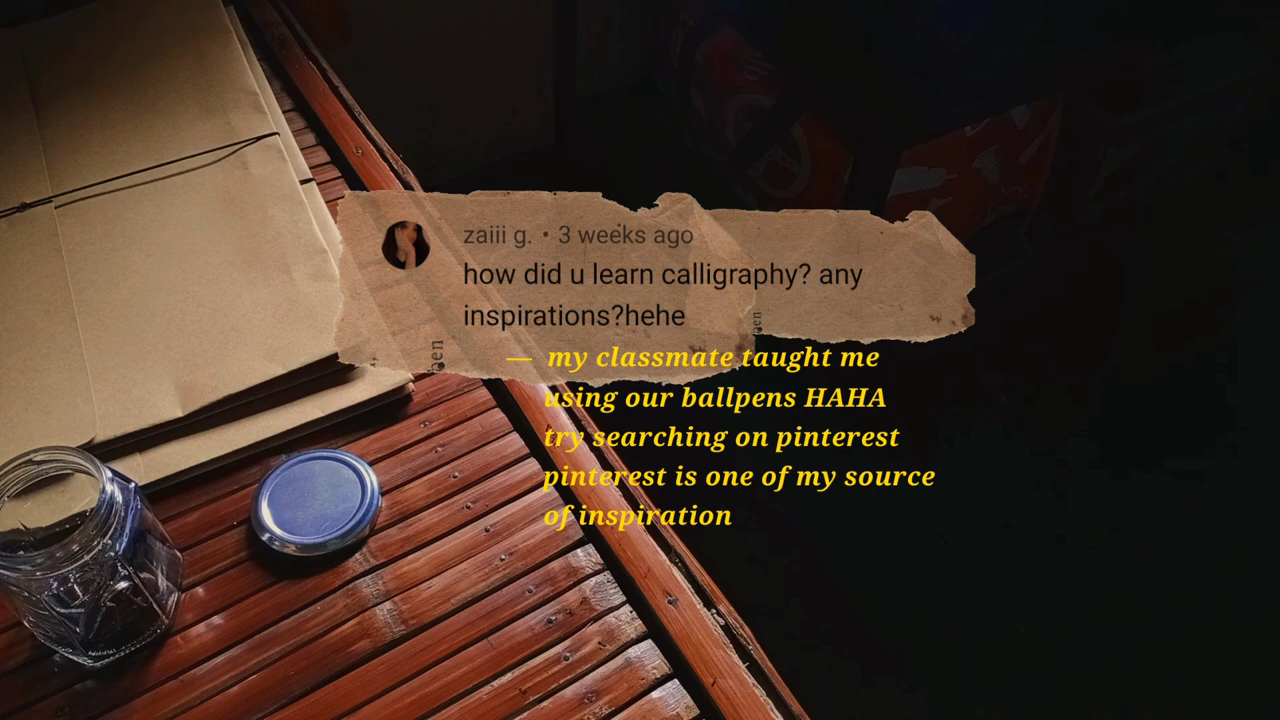 zaiii g. • 3 weeks ago
how did u learn calligraphy? any
inspirations?hehe
— my classmate taught me
using our ballpens HAHA
try searching on pinterest
pinterest is one of my source
of inspiration